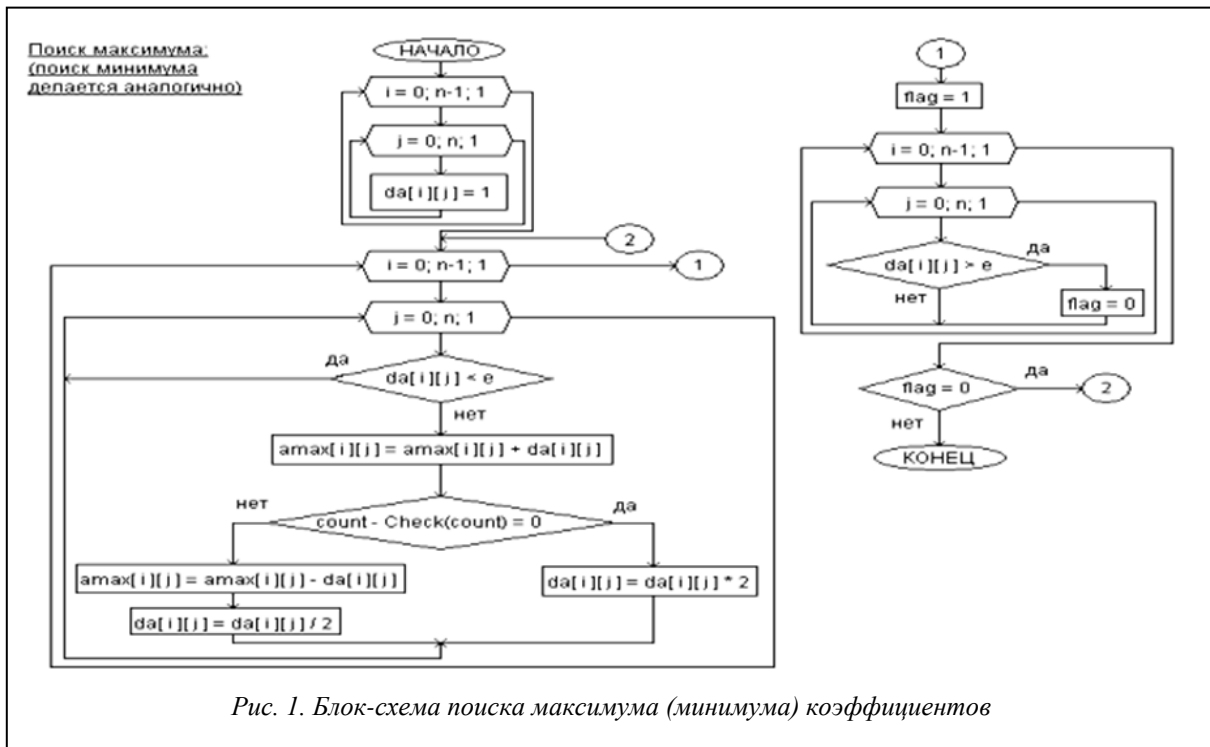 Поиск максимума:
(поиск минимума
делается аналогично)
НАЧАЛО
i = 0; n-1; 1
j = 0; n; 1
da[i][j] = 1
2
i = 0; n-1; 1
1
j = 0; n; 1
да
da[i][j] < e
нет
amax[i][j] = amax[i][j] + da[i][j]
нет
да
count - Check(count) = 0
amax[i][j] = amax[i][j] - da[i][j]
da[i][j] = da[i][j] * 2
da[i][j] = da[i][j] / 2
1
flag = 1
i = 0; n-1; 1
j = 0; n; 1
да
da[i][j] > e
нет
flag = 0
да
flag = 0
2
нет
КОНЕЦ
Рис. 1. Блок-схема поиска максимума (минимума) коэффициентов